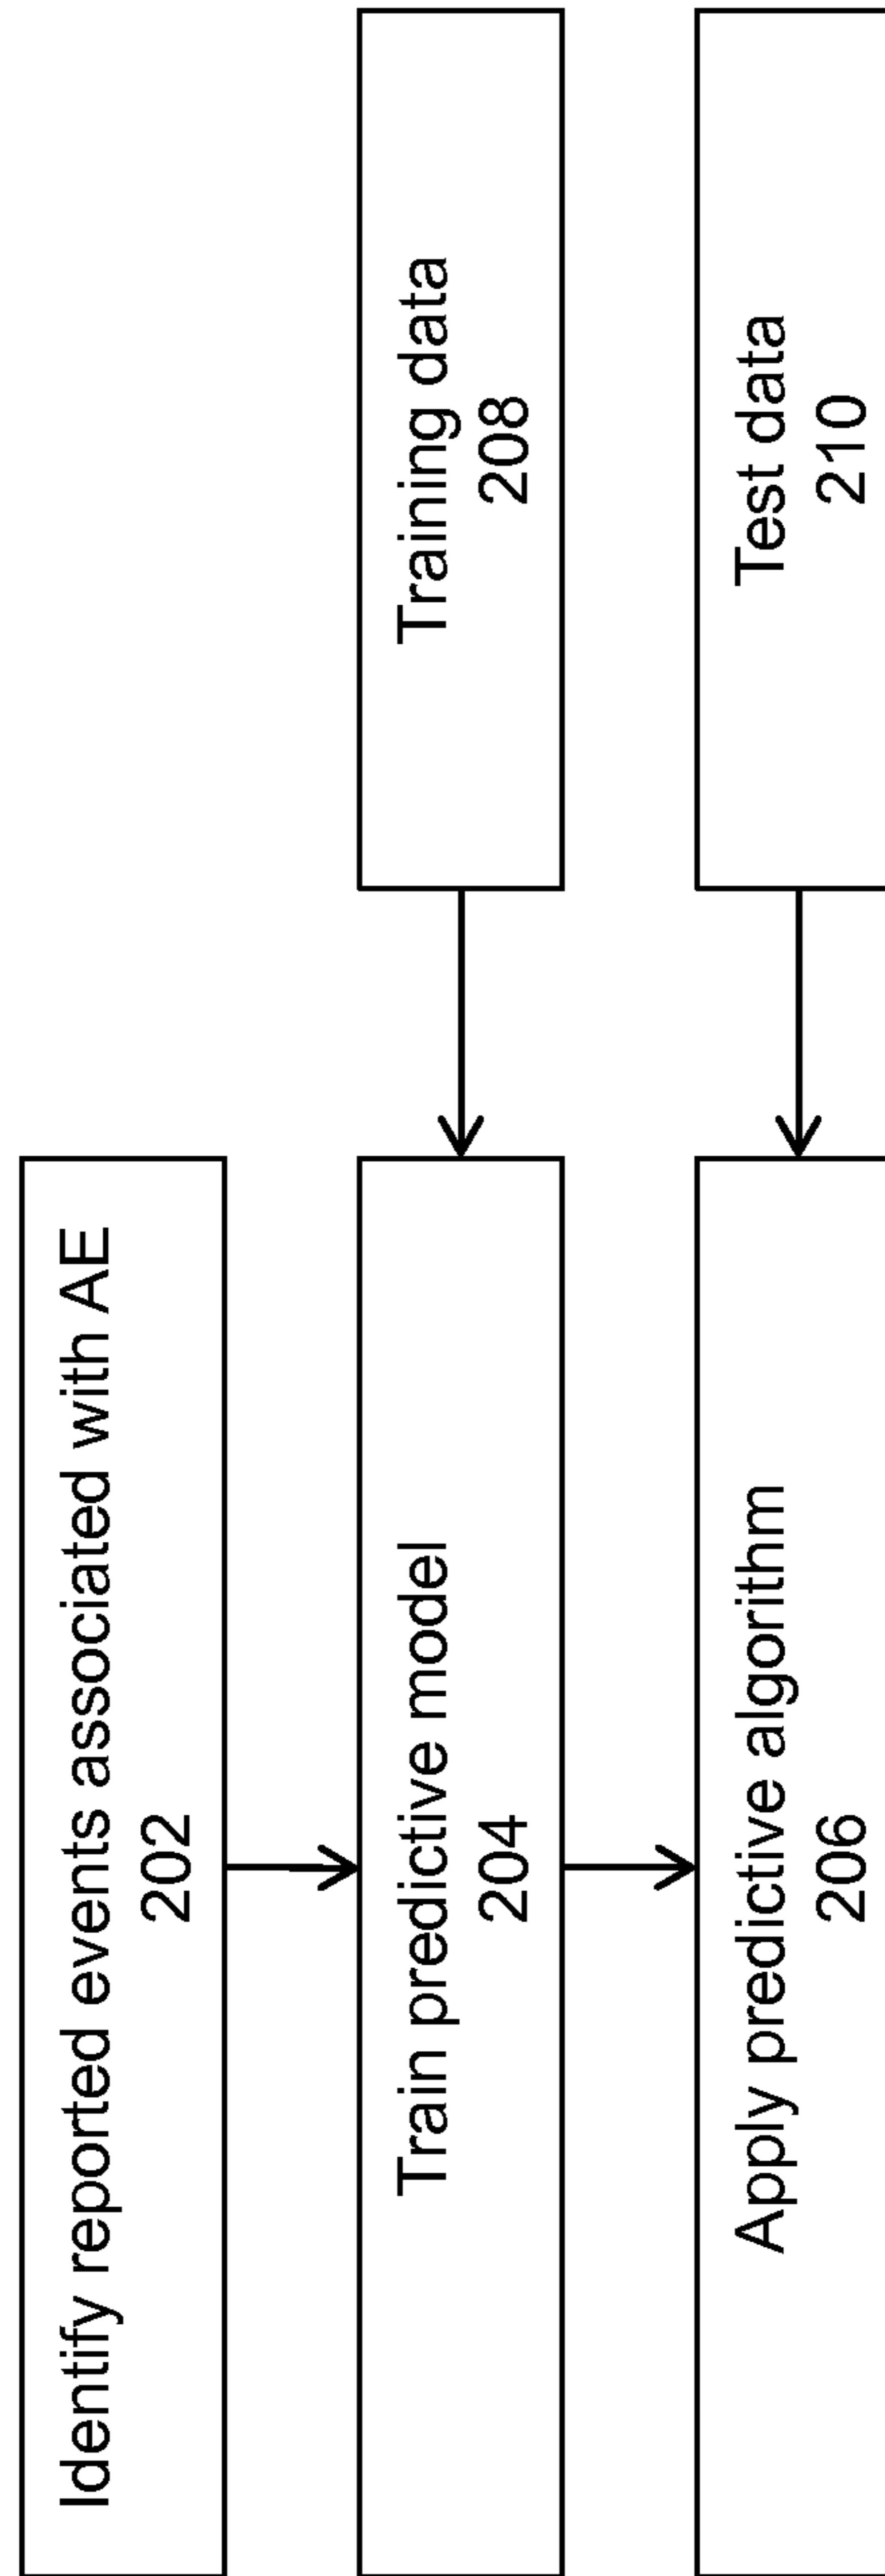 Identify reported events associated with AE
202
Train predictive model
204
Training data
208
Apply predictive algorithm
206
Test data
210